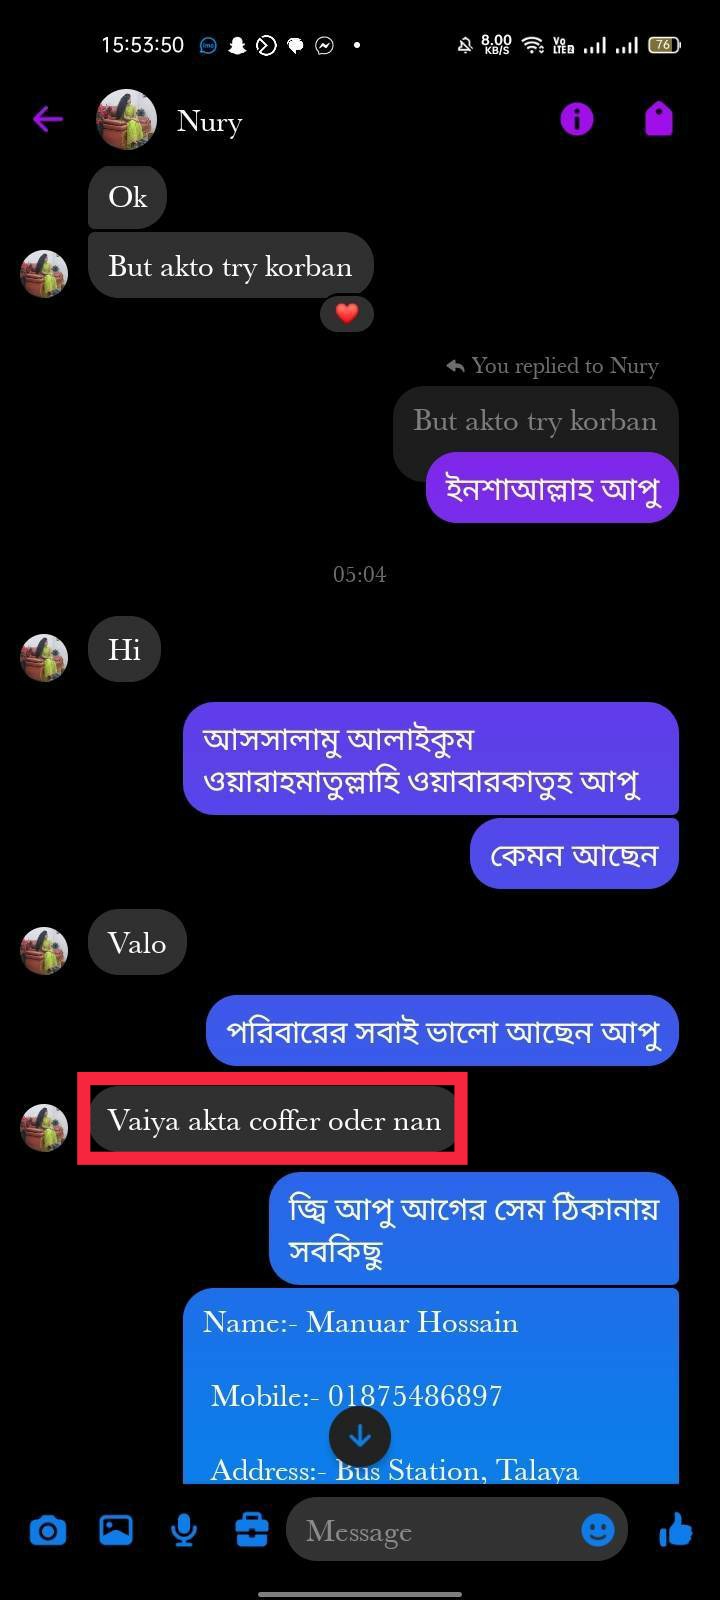 15:53:50
8.00
KB/S
Vo
LTE2
76
Nury
Ok
But akto try korban
You replied to Nury
But akto try korban
ইনশাআল্লাহ আপু
05:04
Hi
আসসালামু আলাইকুম
ওয়ারাহমাতুল্লাহি ওয়াবারকাতুহ আপু
কেমন আছেন
Valo
পরিবারের সবাই ভালো আছেন আপু
Vaiya akta coffer oder nan
জ্বি আপু আগের সেম ঠিকানায়
সবকিছু
Name:- Manuar Hossain
Mobile:- 01875486897
Address:- Bus Station, Talaya
Message